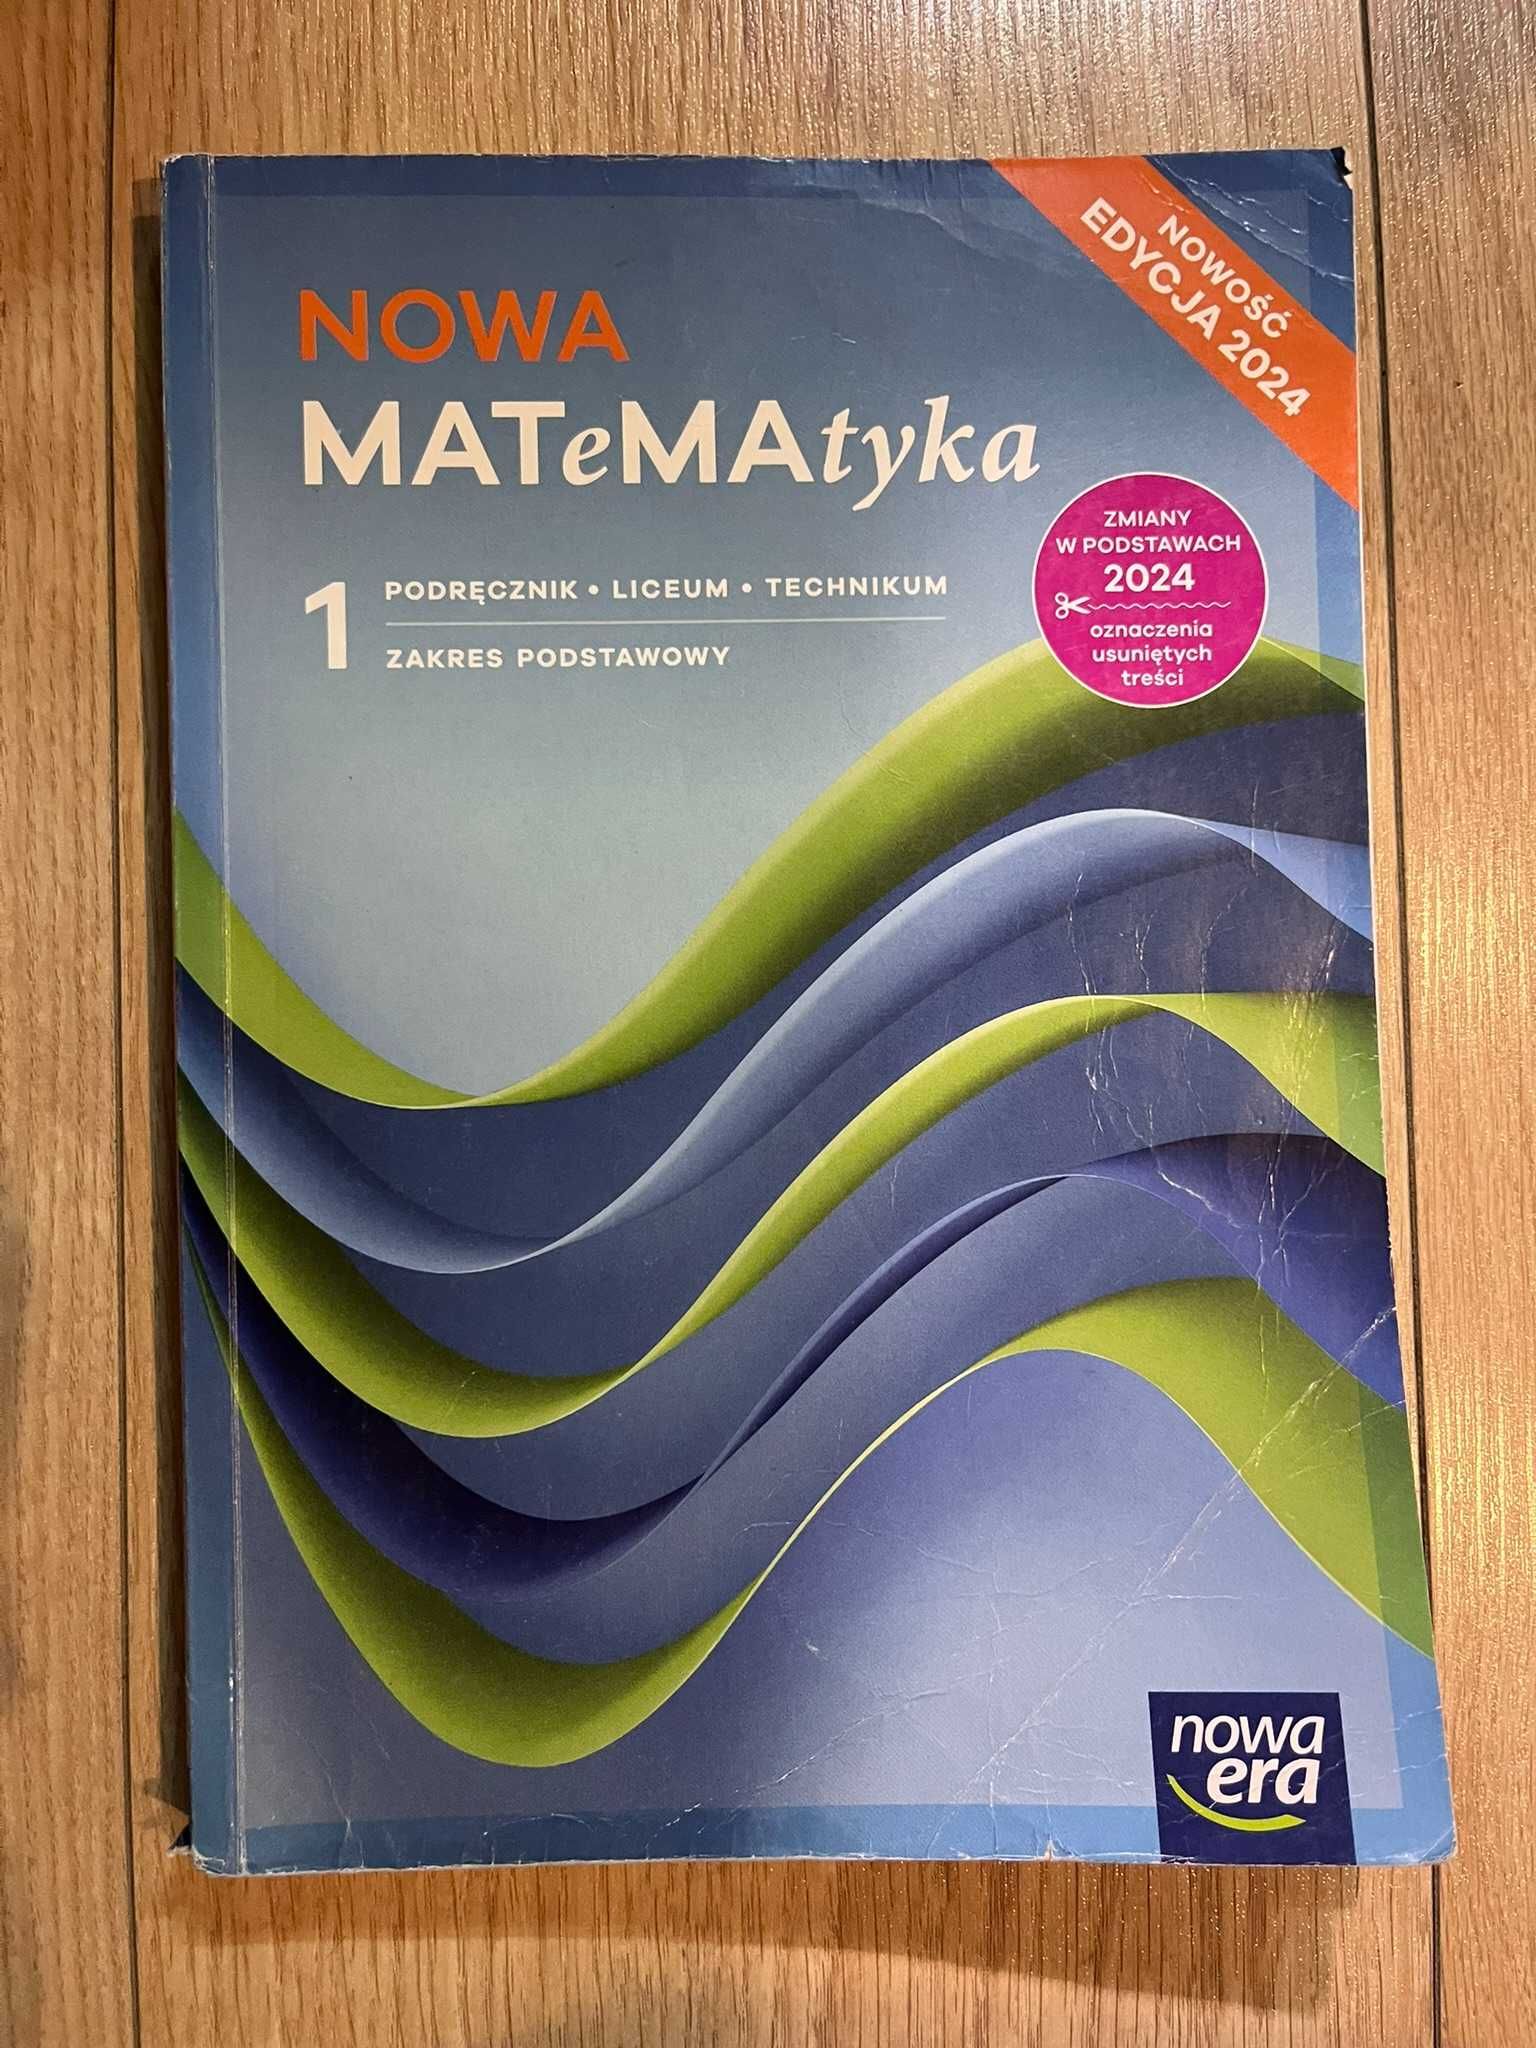 NOWOŚĆ
EDYCJA 2024
NOWA
MATeMAtyka
1
PODRĘCZNIK • LICEUM • TECHNIKUM
ZAKRES PODSTAWOWY
ZMIANY
W PODSTAWACH
2024
oznaczenia
usuniętych
treści
nowa
era